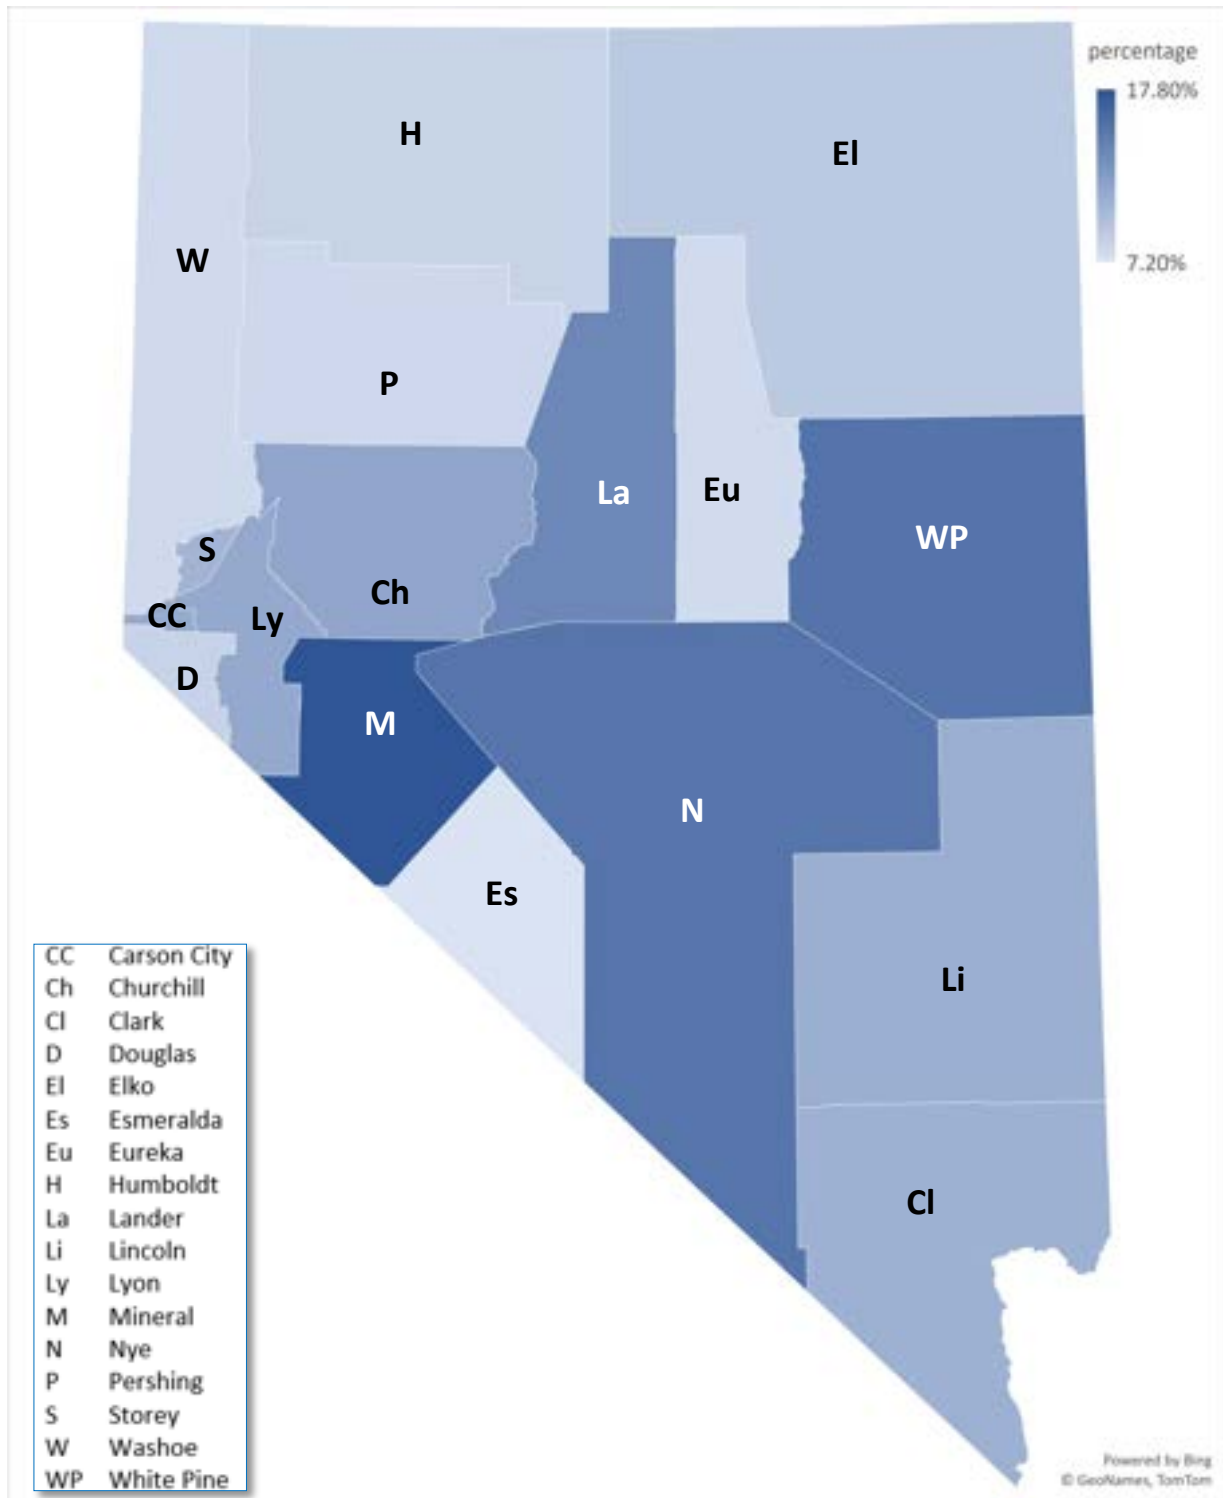 percentage
17.80%
7.20%
H
El
W
P
La
Eu
WP
S
Ch
CC
Ly
D
M
N
Es
Li
Cl
CC Carson City
Ch Churchill
Cl Clark
D Douglas
El Elko
Es Esmeralda
Eu Eureka
H Humboldt
La Lander
Li Lincoln
Ly Lyon
M Mineral
N Nye
P Pershing
S Storey
W Washoe
WP White Pine
Powered by Bing
© GeoNames, TomTom